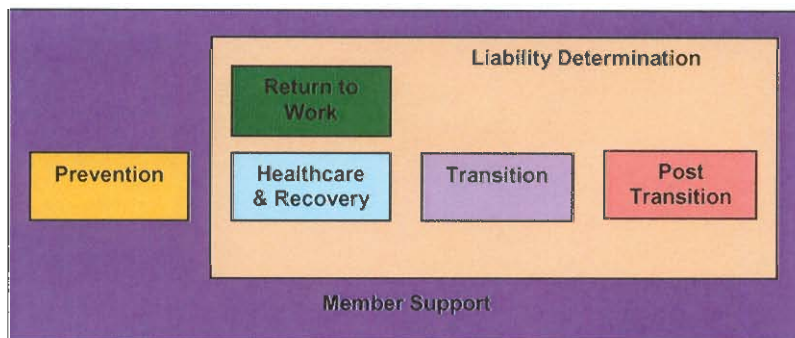 Liability Determination
Return to
Work
Prevention
Healthcare
& Recovery
Transition
Post
Transition
Member Support